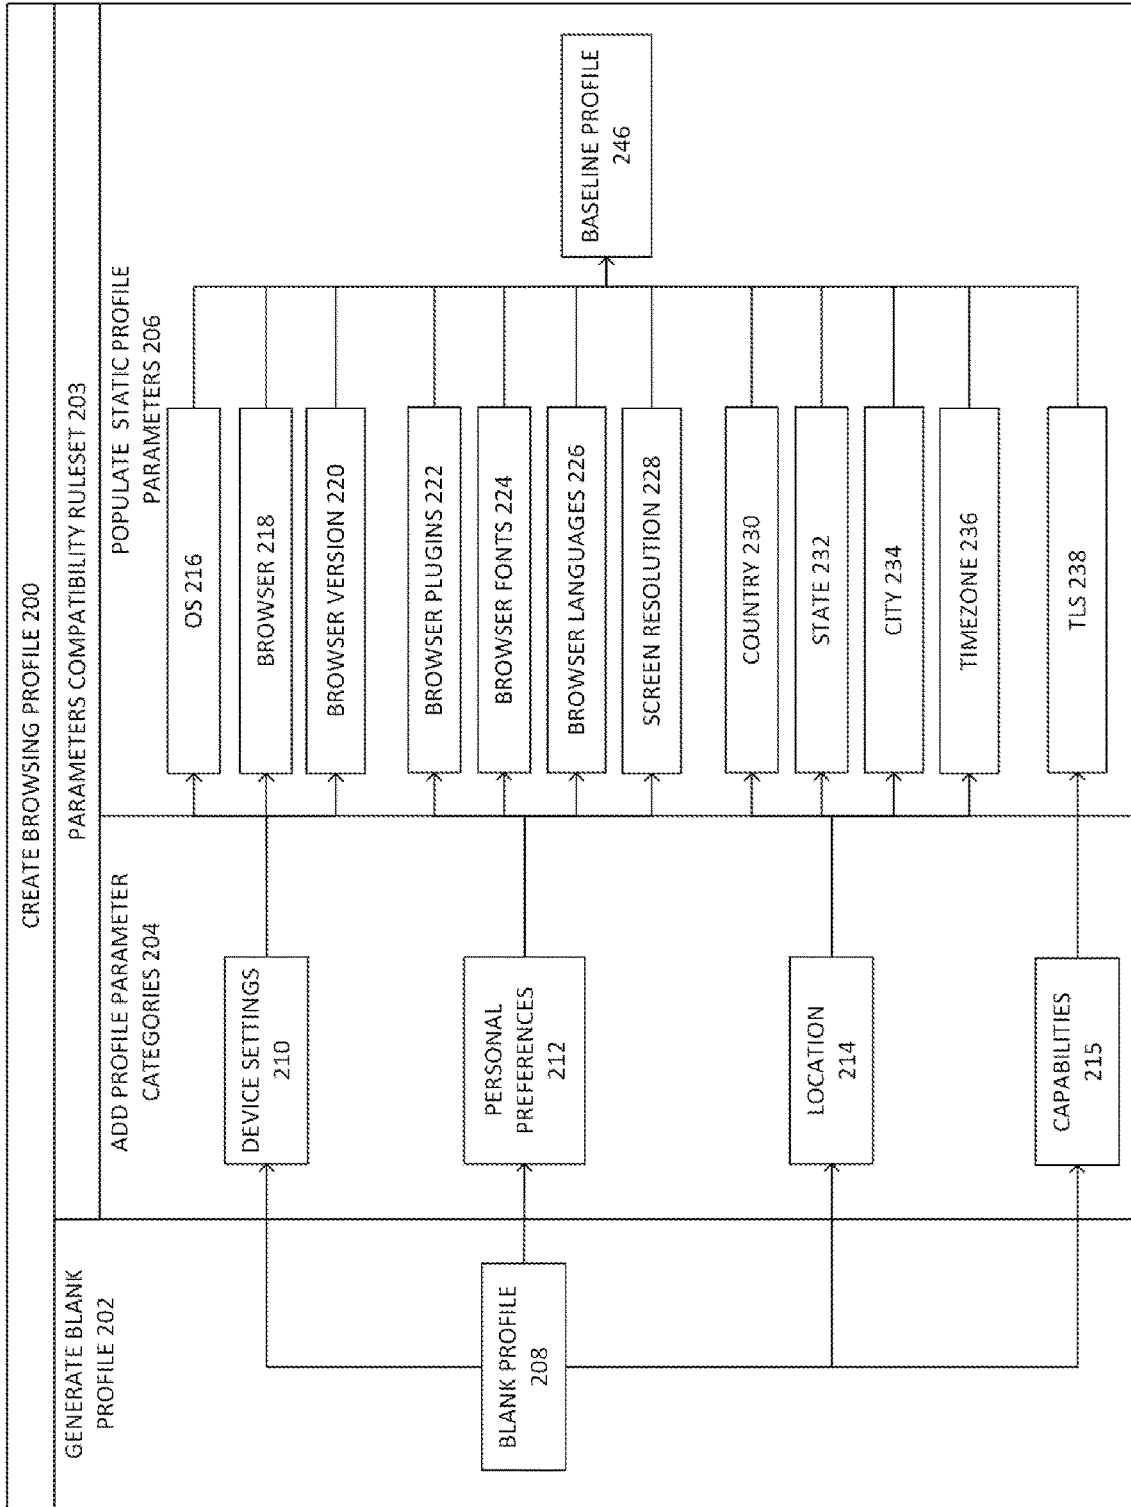 CREATE BROWSING PROFILE 200
GENERATE BLANK
PROFILE 202
PARAMETERS COMPATIBILITY RULESET 203
ADD PROFILE PARAMETER
CATEGORIES 204
POPULATE STATIC PROFILE
PARAMETERS 206
BLANK PROFILE
208
DEVICE SETTINGS
210
PERSONAL
PREFERENCES
212
LOCATION
214
CAPABILITIES
215
OS 216
BROWSER 218
BROWSER VERSION 220
BROWSER PLUGINS 222
BROWSER FONTS 224
BROWSER LANGUAGES 226
SCREEN RESOLUTION 228
COUNTRY 230
STATE 232
CITY 234
TIMEZONE 236
TLS 238
BASELINE PROFILE
246